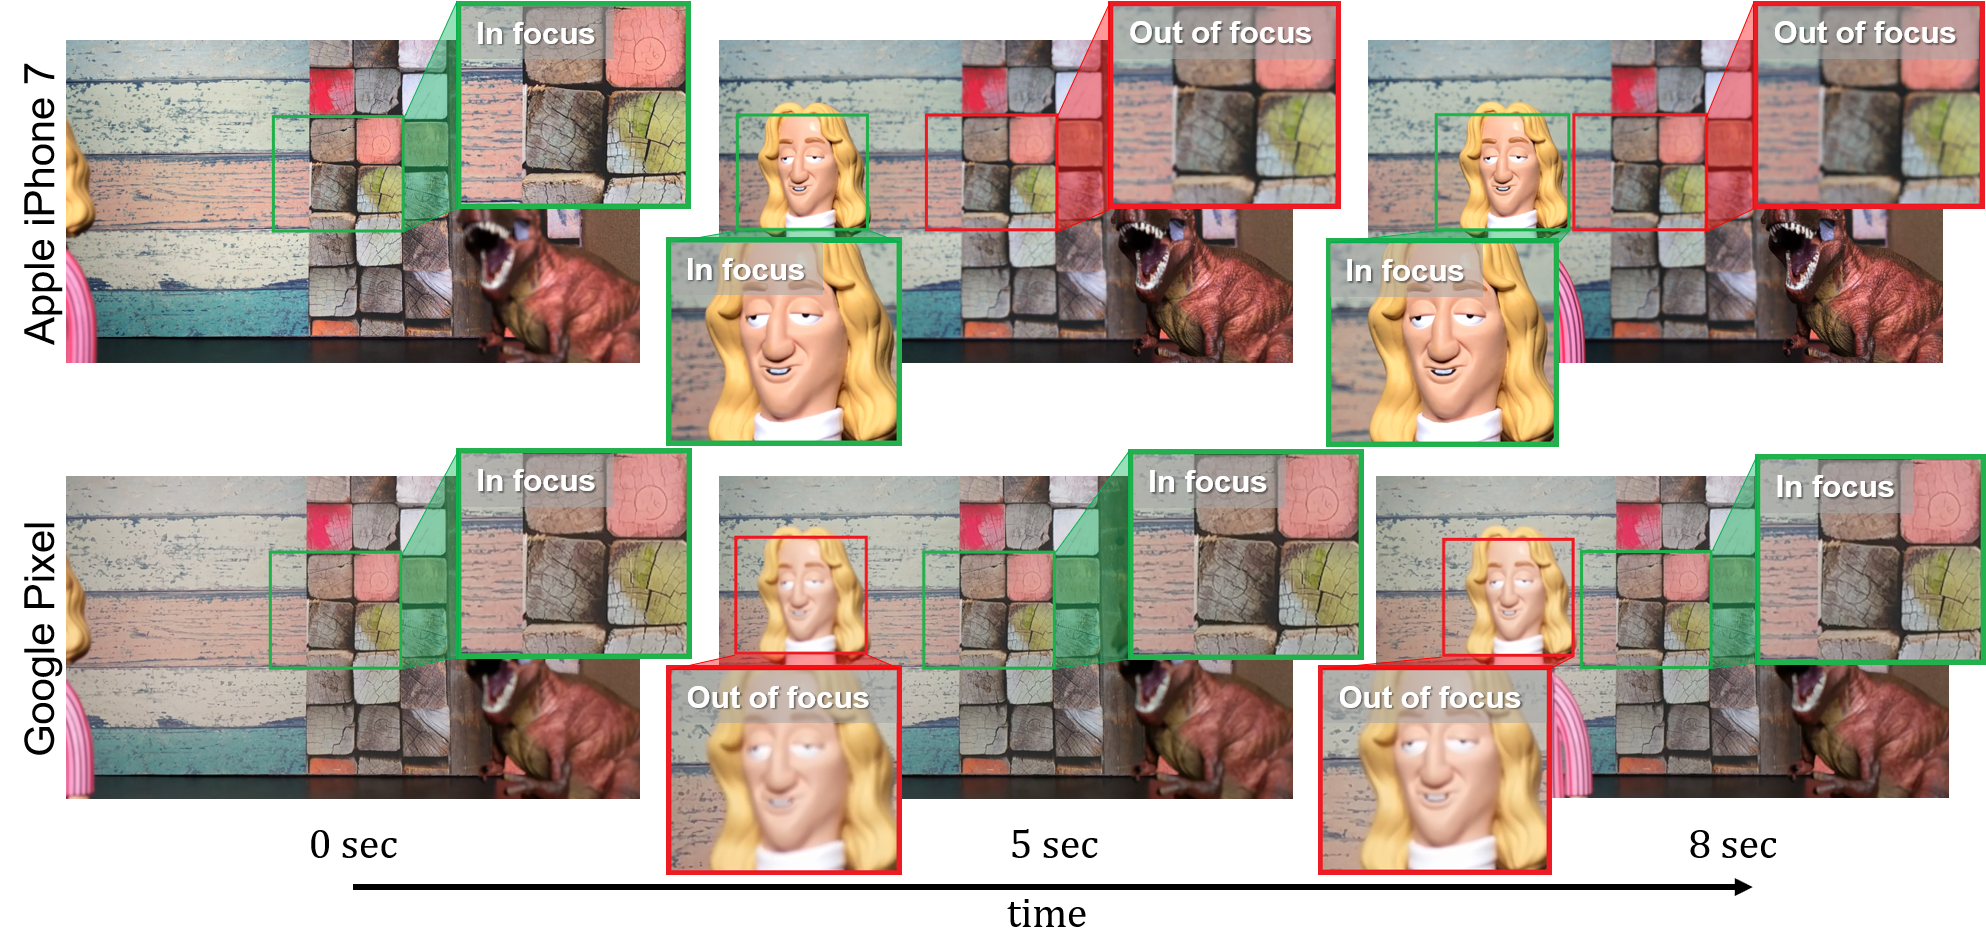 Apple iPhone 7
In focus
Out of focus
Out of focus
In focus
In focus
Google Pixel
In focus
In focus
In focus
Out of focus
Out of focus
0 sec
5 sec
8 sec
time